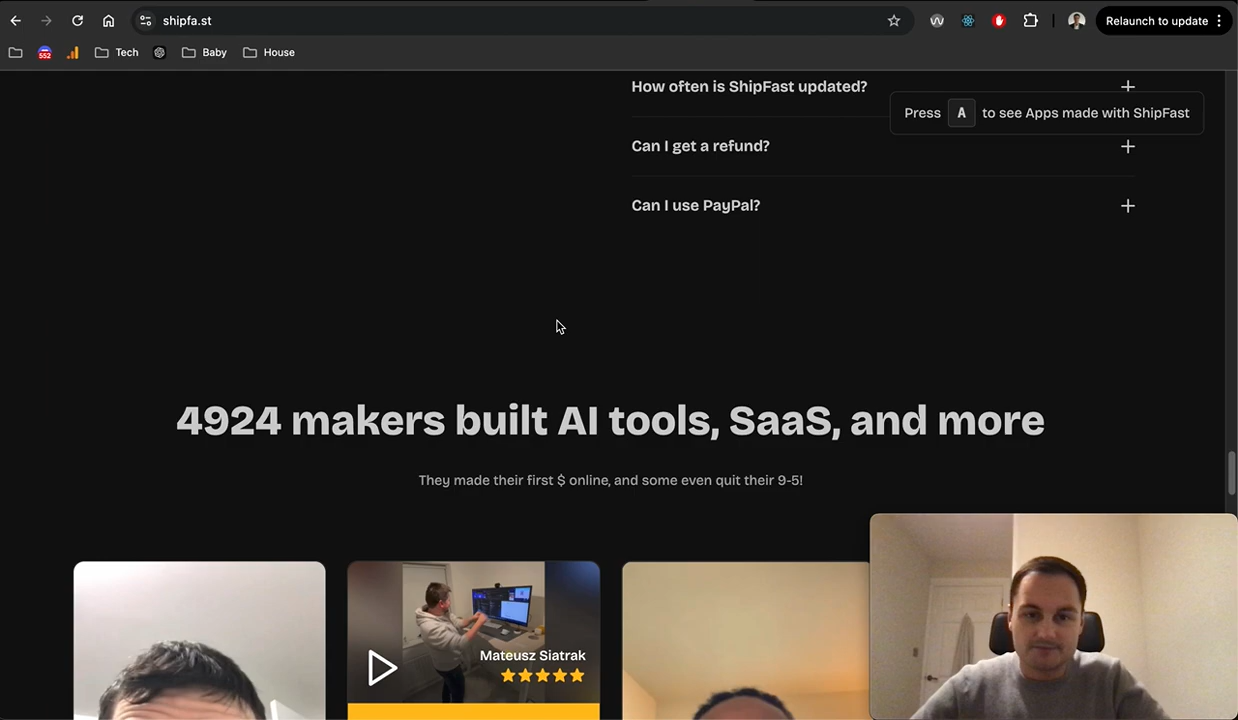 shipfa.st
Relaunch to update
552
Tech
Baby
House
How often is ShipFast updated?
Press A to see Apps made with ShipFast
Can I get a refund?
Can I use PayPal?
4924 makers built AI tools, SaaS, and more
They made their first $ online, and some even quit their 9-5!
Mateusz Siatrak